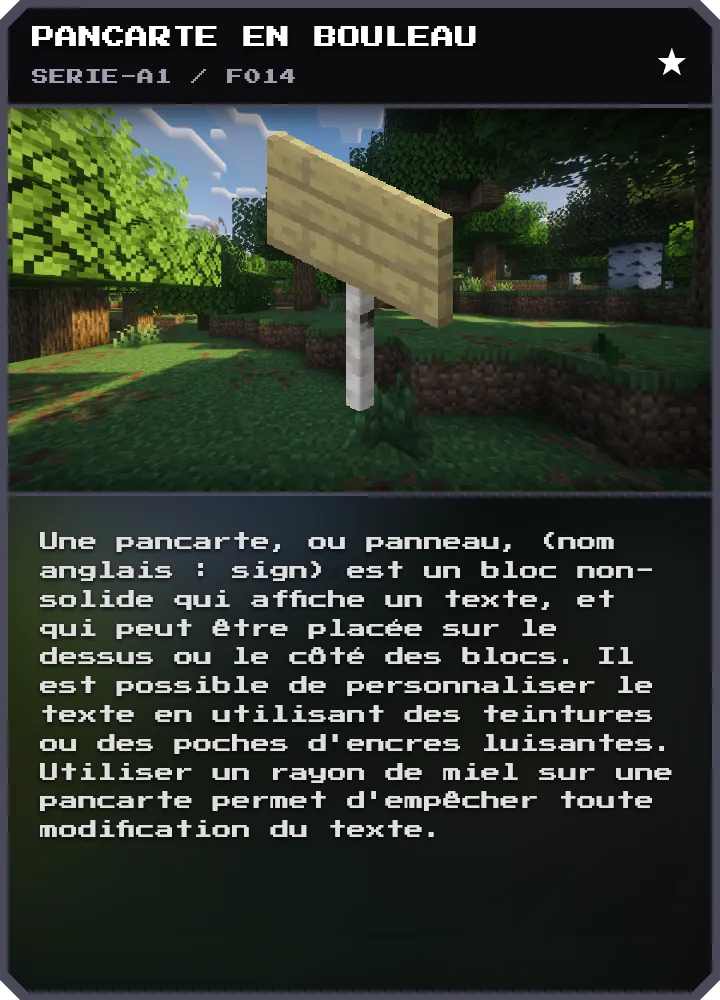 PANCARTE EN BOULEAU
SERIE-A1 / F014
Une pancarte, ou panneau, (nom
anglais : sign) est un bloc non-
solide qui affiche un texte, et
qui peut être placée sur le
dessus ou le côté des blocs. Il
est possible de personnaliser le
texte en utilisant des teintures
ou des poches d'encres luisantes.
Utiliser un rayon de miel sur une
pancarte permet d'empêcher toute
modification du texte.